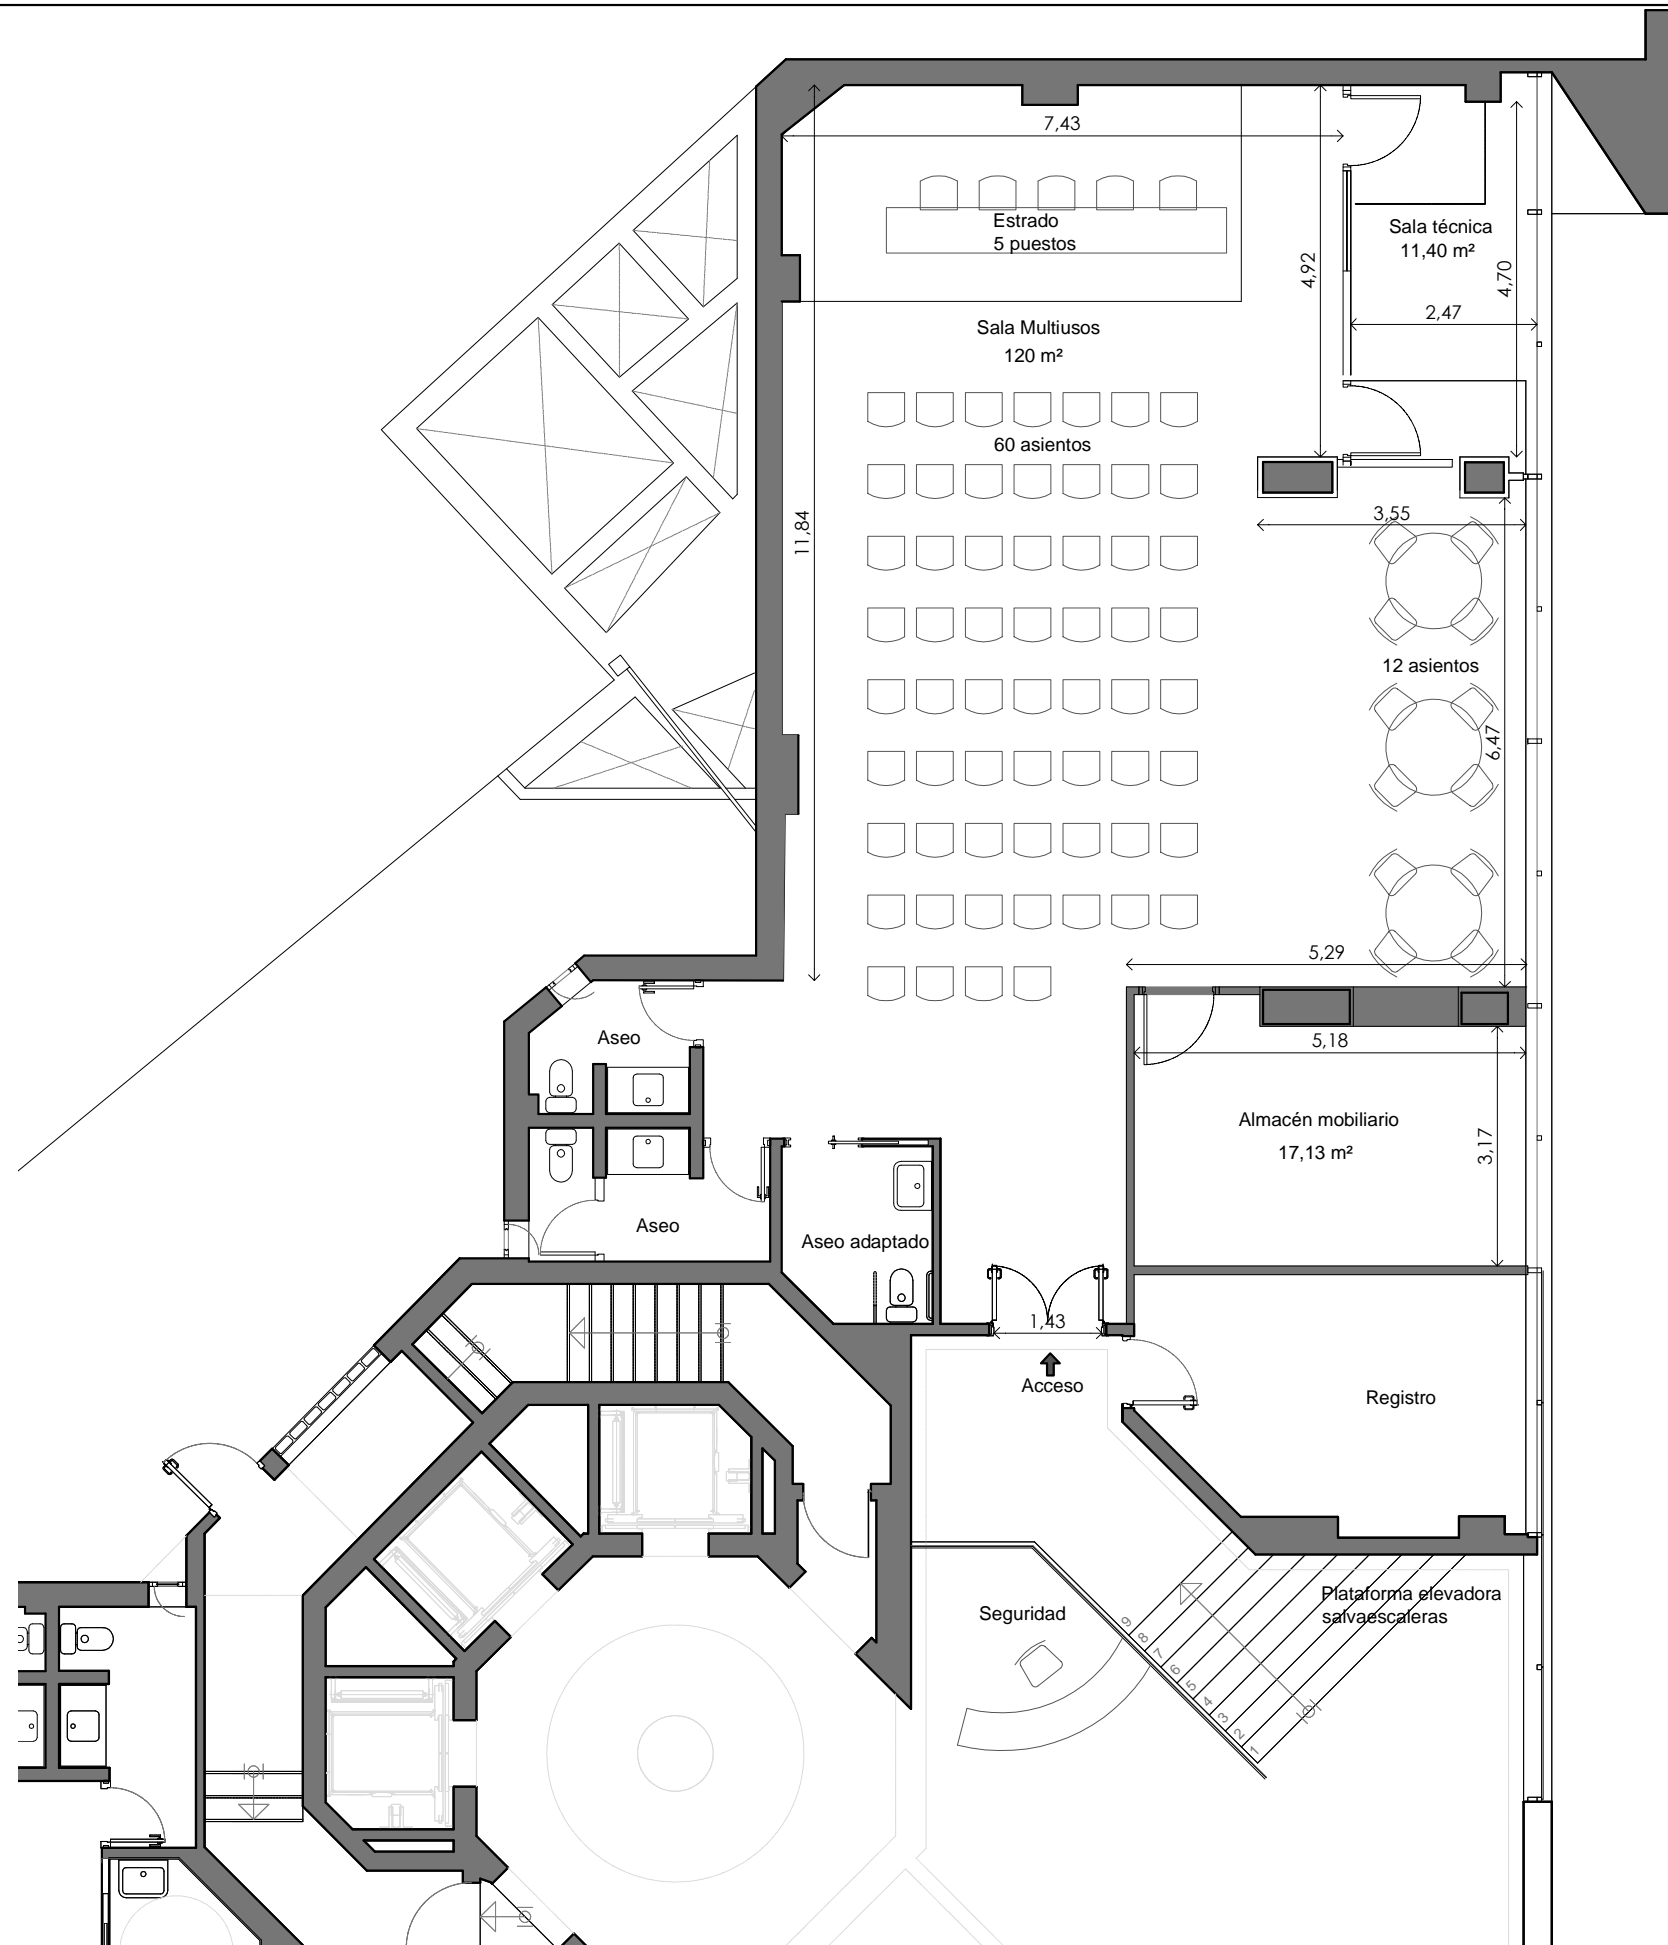 7,43
Estrado
5 puestos
Sala técnica
11,40 m²
4,92
4,70
2,47
Sala Multiusos
120 m²
60 asientos
3,55
11,84
12 asientos
6,47
5,29
Aseo
5,18
Almacén mobiliario
17,13 m²
3,17
Aseo
Aseo adaptado
1,43
Acceso
Registro
Plataforma elevadora
salvaescaleras
Seguridad
9
8
7
6
5
4
3
2
1